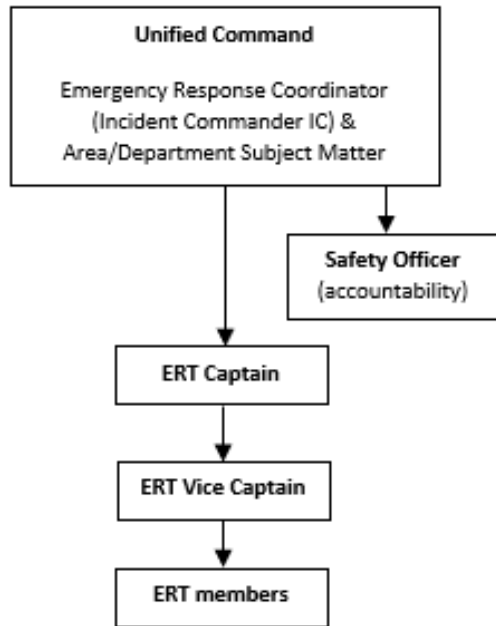 Unified Command
Emergency Response Coordinator
(Incident Commander IC) &
Area/Department Subject Matter
Safety Officer
(accountability)
ERT Captain
ERT Vice Captain
ERT members